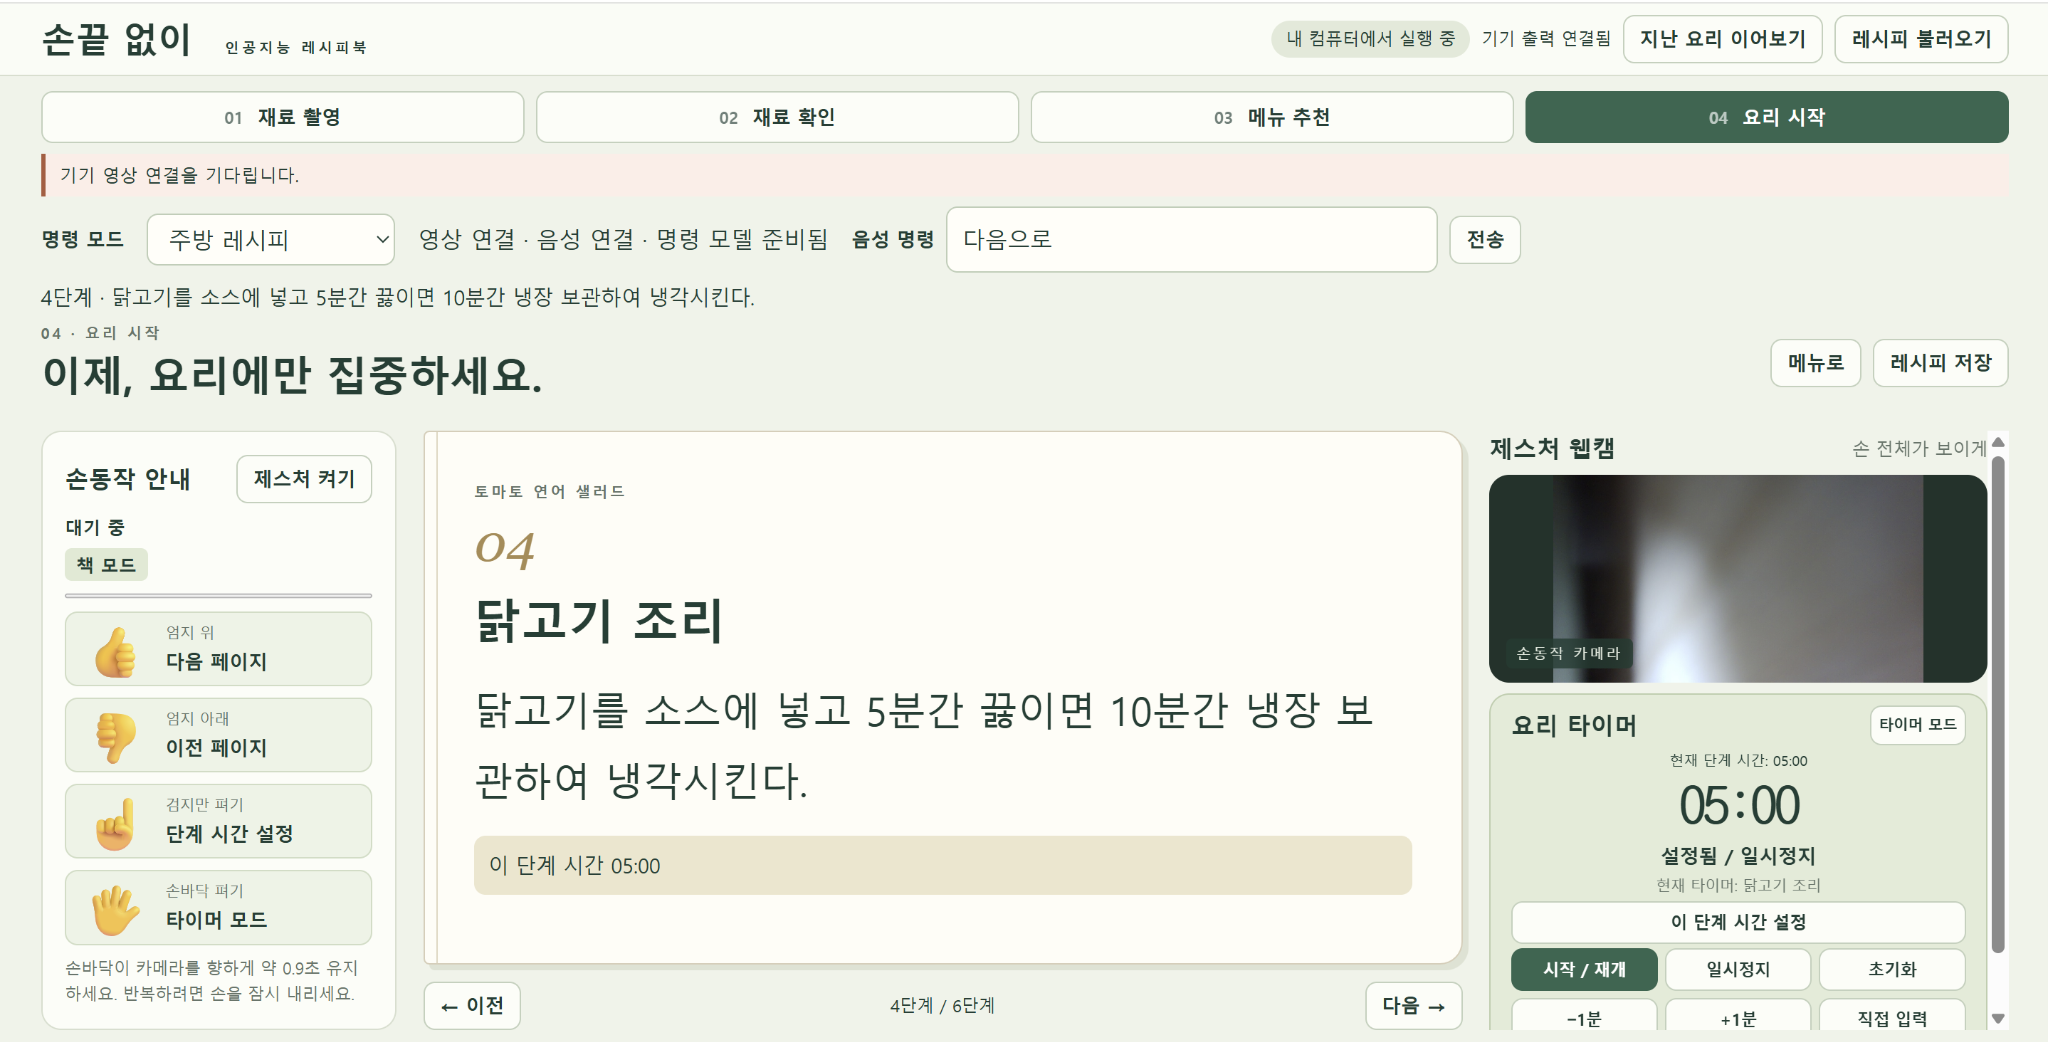 손끝 없이
인공지능 레시피북
내 컴퓨터에서 실행 중
기기 출력 연결됨
지난 요리 이어보기
레시피 불러오기
01 재료 촬영
02 재료 확인
03 메뉴 추천
04 요리 시작
기기 영상 연결을 기다립니다.
명령 모드
주방 레시피
영상 연결 · 음성 연결 · 명령 모델 준비됨
음성 명령
다음으로
전송
4단계 · 닭고기를 소스에 넣고 5분간 끓이면 10분간 냉장 보관하여 냉각시킨다.
04 · 요리 시작
이제, 요리에만 집중하세요.
메뉴로
레시피 저장
손동작 안내
제스처 켜기
대기 중
책 모드
엄지 위
다음 페이지
엄지 아래
이전 페이지
검지만 펴기
단계 시간 설정
손바닥 펴기
타이머 모드
손바닥이 카메라를 향하게 약 0.9초 유지
하세요. 반복하려면 손을 잠시 내리세요.
토마토 연어 샐러드
04
닭고기 조리
닭고기를 소스에 넣고 5분간 끓이면 10분간 냉장 보
관하여 냉각시킨다.
이 단계 시간 05:00
← 이전
4단계 / 6단계
다음 →
제스처 웹캠
손 전체가 보이게
손동작 카메라
요리 타이머
타이머 모드
현재 단계 시간: 05:00
05:00
설정됨 / 일시정지
현재 타이머: 닭고기 조리
이 단계 시간 설정
시작 / 재개
일시정지
초기화
−1분
+1분
직접 입력